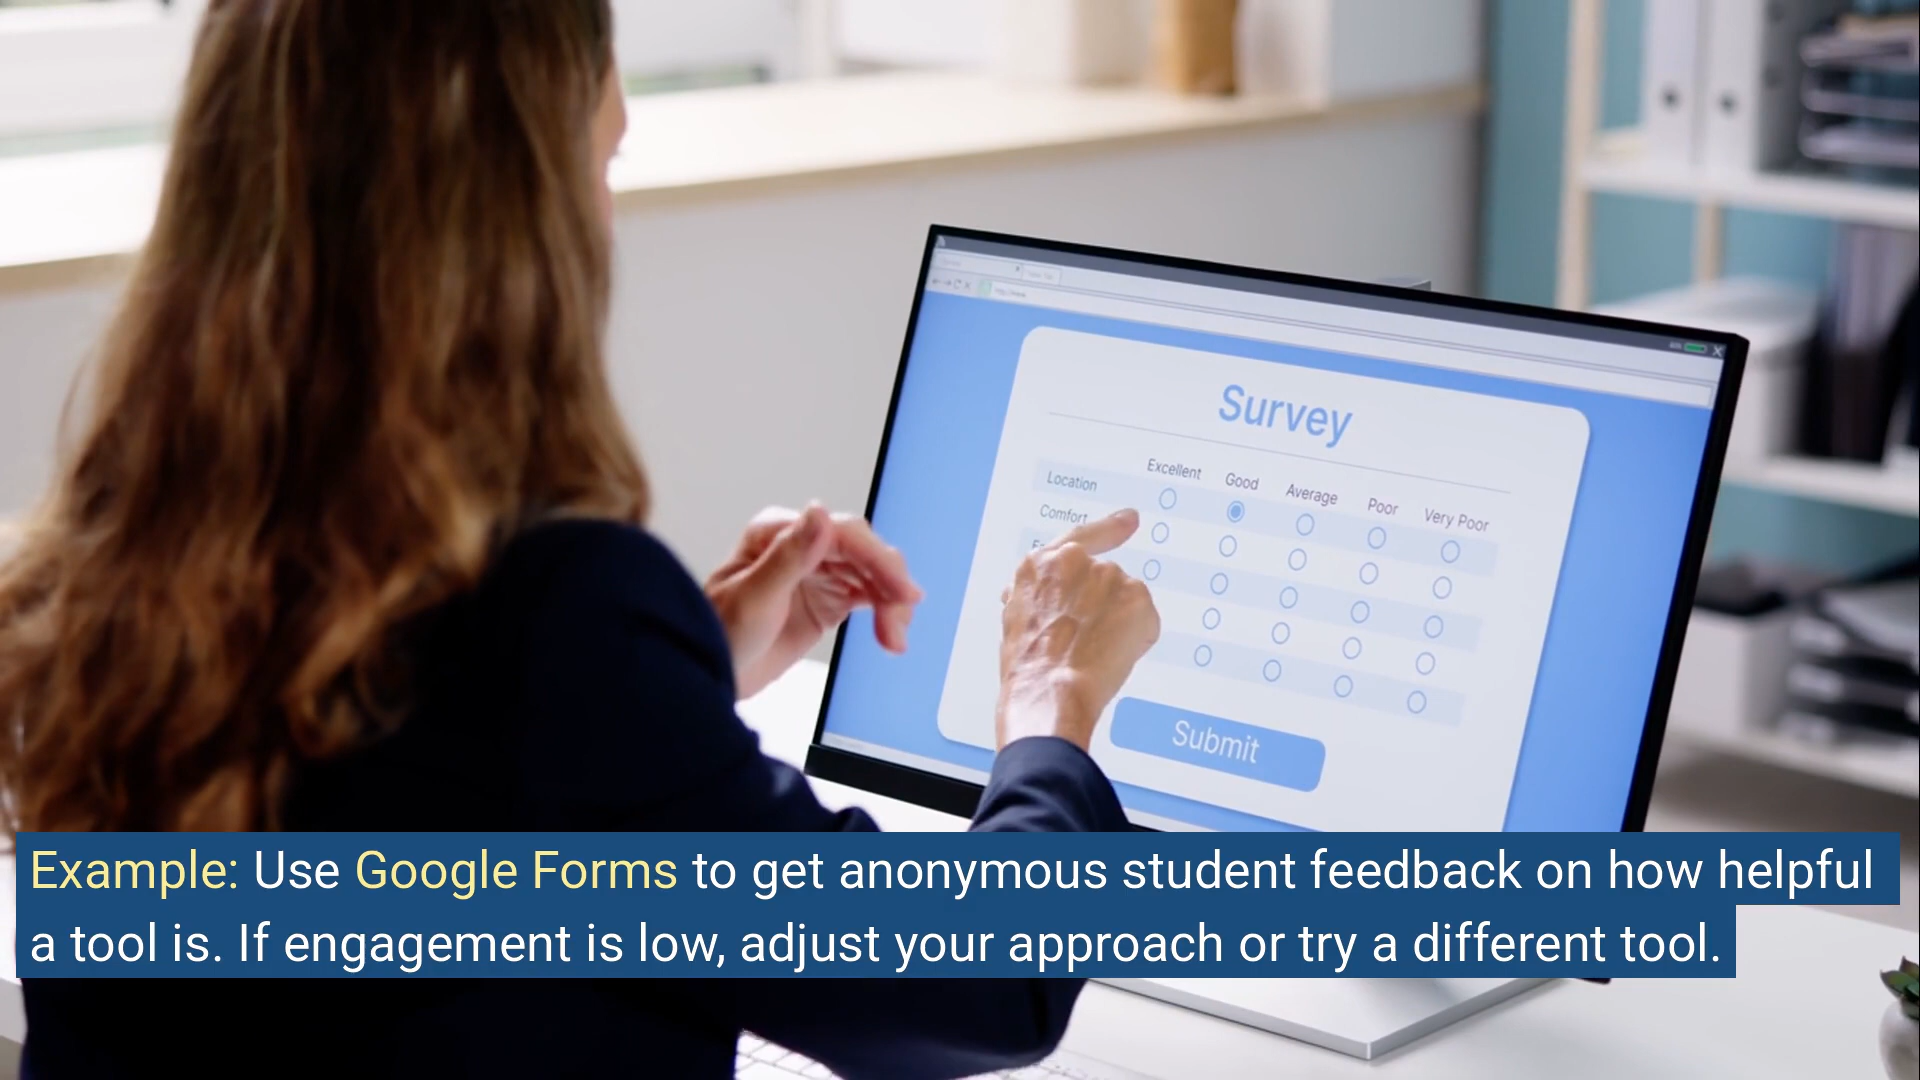 Survey
Excellent Good Average Poor Very Poor
Location
Comfort
Submit
Example: Use Google Forms to get anonymous student feedback on how helpful
a tool is. If engagement is low, adjust your approach or try a different tool.